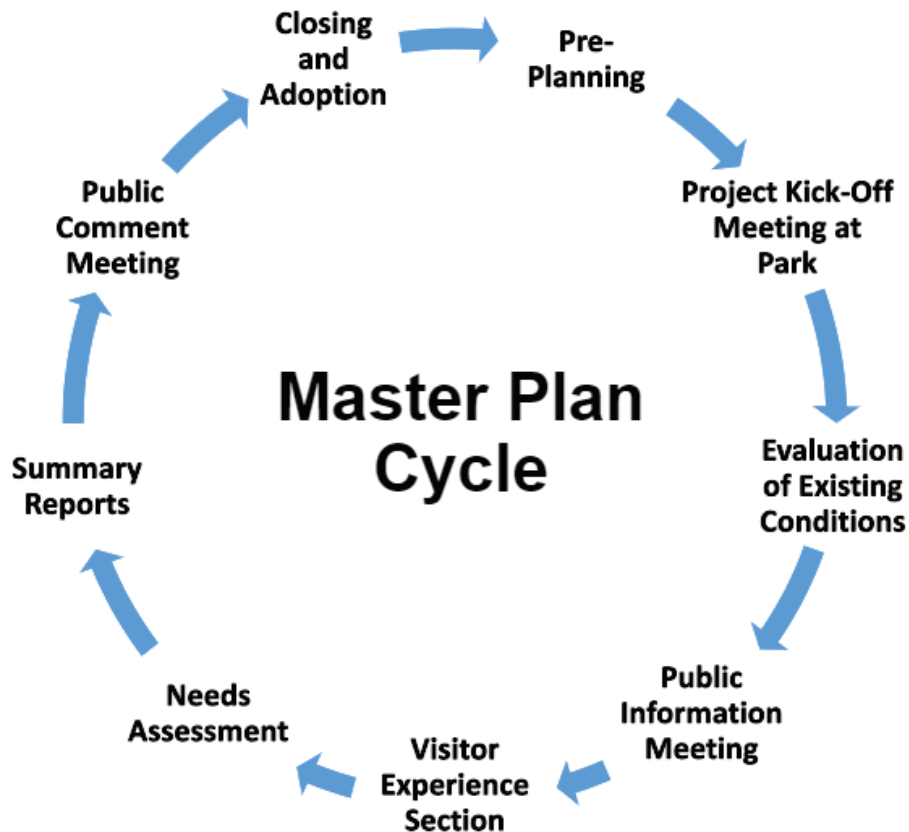 Closing
and
Adoption
Pre-
Planning
Project Kick-Off
Meeting at
Park
Evaluation
of Existing
Conditions
Public
Information
Meeting
Visitor
Experience
Section
Needs
Assessment
Summary
Reports
Public
Comment
Meeting
Master Plan
Cycle